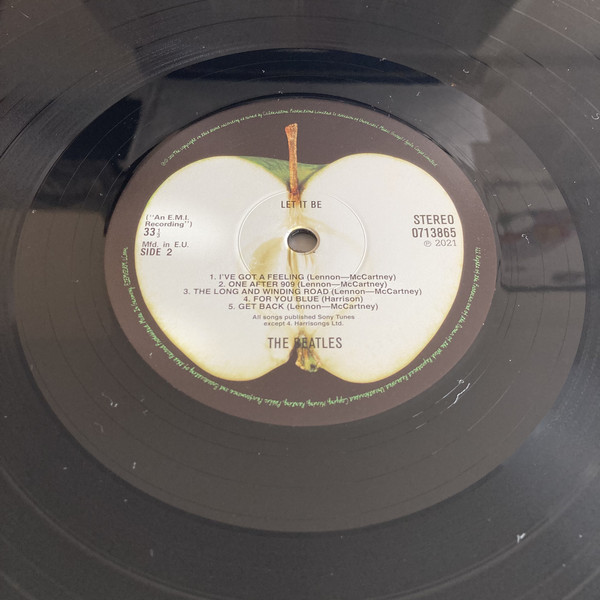 LET IT BE
("An E.M.I.
Recording")
33 1/3
Mfd. in E.U.
SIDE 2
STEREO
0713865
℗ 2021
1. I'VE GOT A FEELING (Lennon—McCartney)
2. ONE AFTER 909 (Lennon—McCartney)
3. THE LONG AND WINDING ROAD (Lennon—McCartney)
4. FOR YOU BLUE (Harrison)
5. GET BACK (Lennon—McCartney)
All songs published Sony Tunes
except 4. Harrisongs Ltd.
THE BEATLES